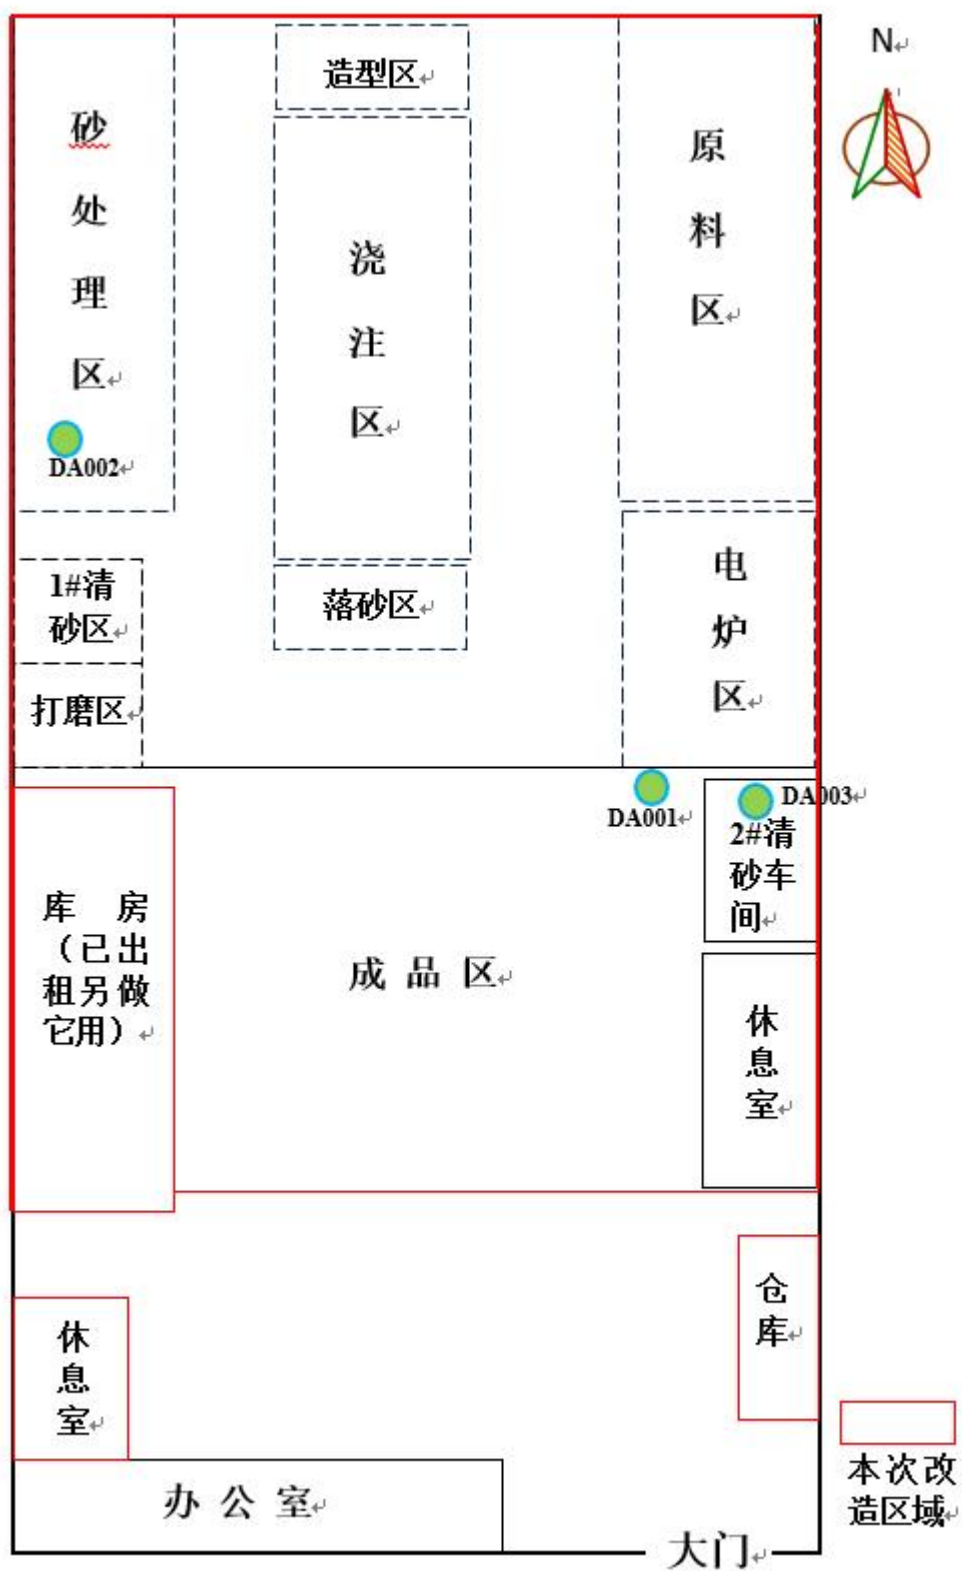 N
造型区
砂
处
理
区
浇
注
区
原
料
区
DA002
1#清
砂区
落砂区
电
炉
区
打磨区
DA001
DA003
2#清
砂车
间
库 房
（已出
租另做
它用）
成 品 区
休
息
室
仓
库
休
息
室
本次改
造区域
办 公 室
大门